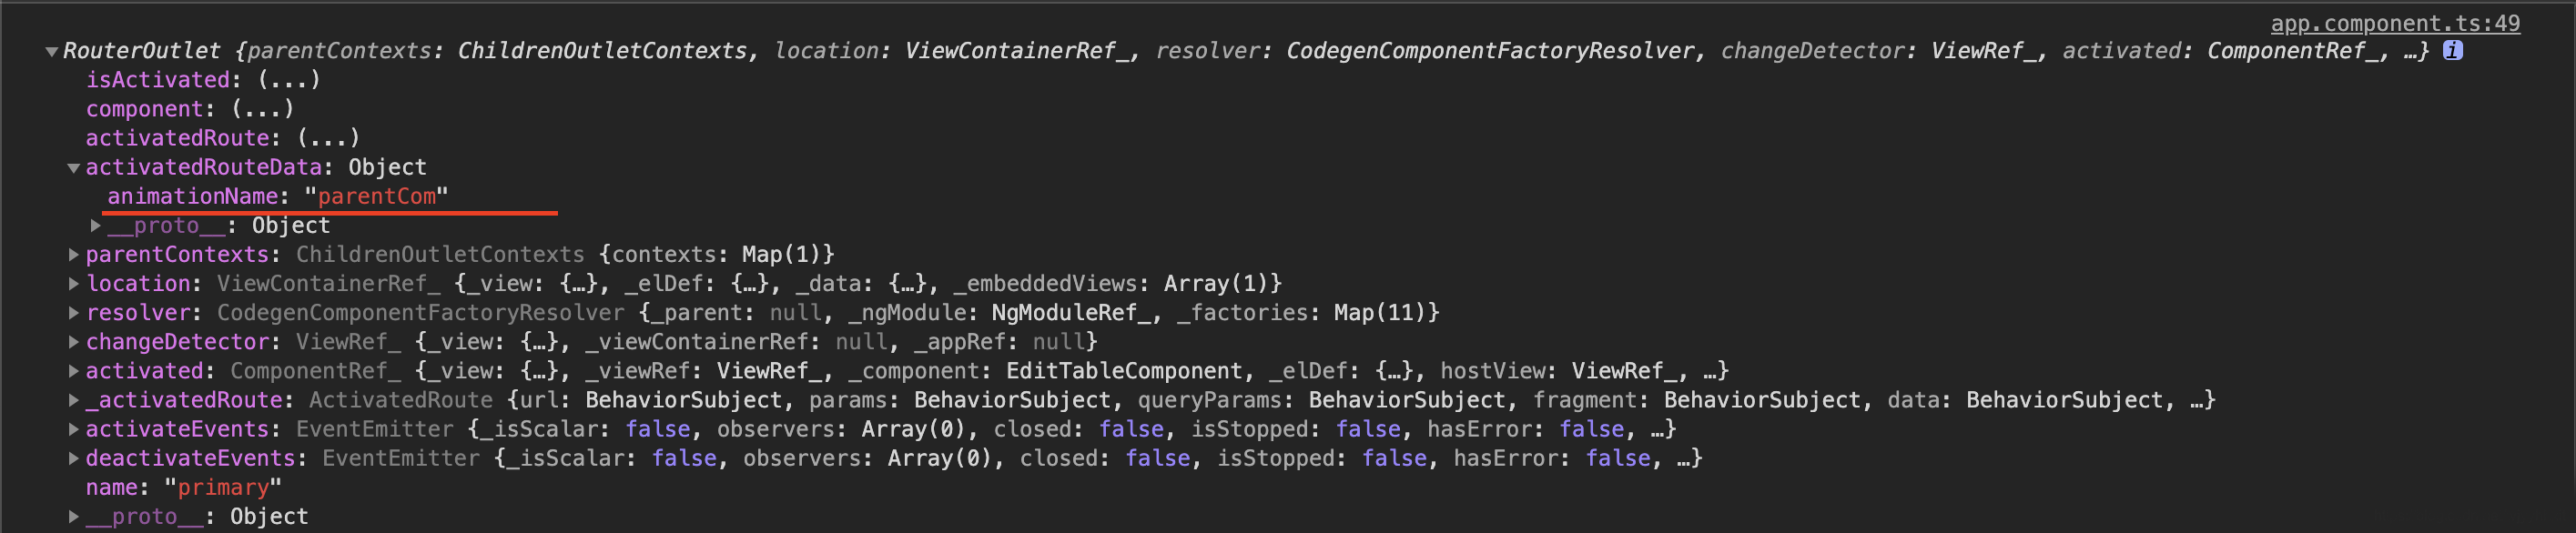 app.component.ts:49
▼RouterOutlet {parentContexts: ChildrenOutletContexts, location: ViewContainerRef_, resolver: CodegenComponentFactoryResolver, changeDetector: ViewRef_, activated: ComponentRef_, …} i
isActivated: (...)
component: (...)
activatedRoute: (...)
▼activatedRouteData: Object
animationName: "parentCom"
▶__proto__: Object
▶parentContexts: ChildrenOutletContexts {contexts: Map(1)}
▶location: ViewContainerRef_ {_view: {…}, _elDef: {…}, _data: {…}, _embeddedViews: Array(1)}
▶resolver: CodegenComponentFactoryResolver {_parent: null, _ngModule: NgModuleRef_, _factories: Map(11)}
▶changeDetector: ViewRef_ {_view: {…}, _viewContainerRef: null, _appRef: null}
▶activated: ComponentRef_ {_view: {…}, _viewRef: ViewRef_, _component: EditTableComponent, _elDef: {…}, hostView: ViewRef_, …}
▶_activatedRoute: ActivatedRoute {url: BehaviorSubject, params: BehaviorSubject, queryParams: BehaviorSubject, fragment: BehaviorSubject, data: BehaviorSubject, …}
▶activateEvents: EventEmitter {_isScalar: false, observers: Array(0), closed: false, isStopped: false, hasError: false, …}
▶deactivateEvents: EventEmitter {_isScalar: false, observers: Array(0), closed: false, isStopped: false, hasError: false, …}
name: "primary"
▶__proto__: Object